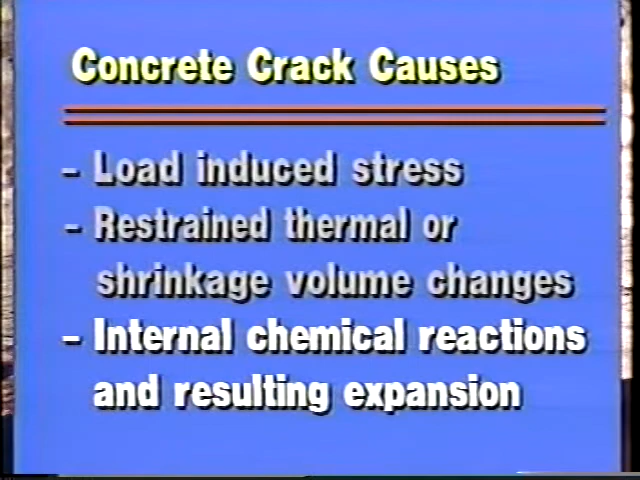 Concrete Crack Causes
– Load induced stress
– Restrained thermal or
shrinkage volume changes
– Internal chemical reactions
and resulting expansion